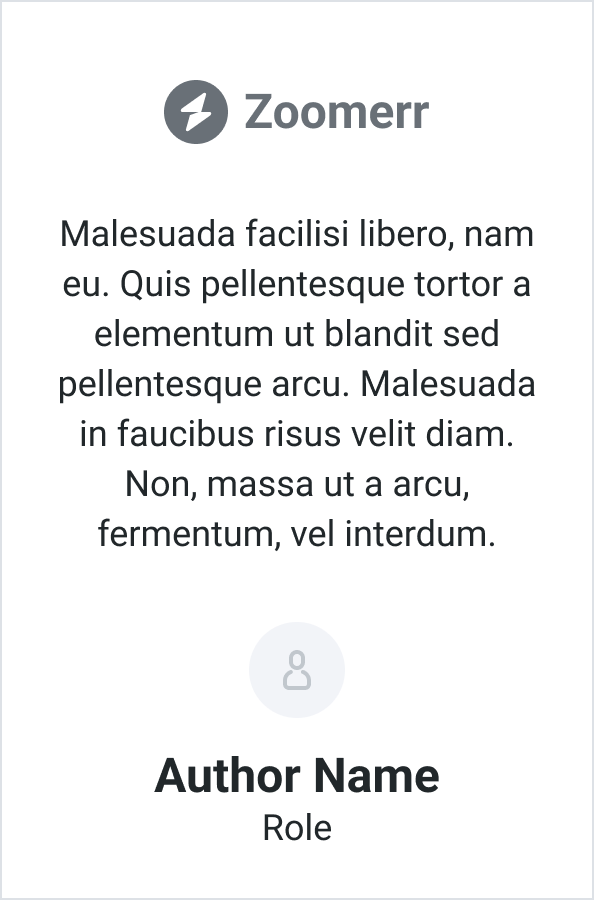 Zoomerr
Malesuada facilisi libero, nam
eu. Quis pellentesque tortor a
elementum ut blandit sed
pellentesque arcu. Malesuada
in faucibus risus velit diam.
Non, massa ut a arcu,
fermentum, vel interdum.
Author Name
Role